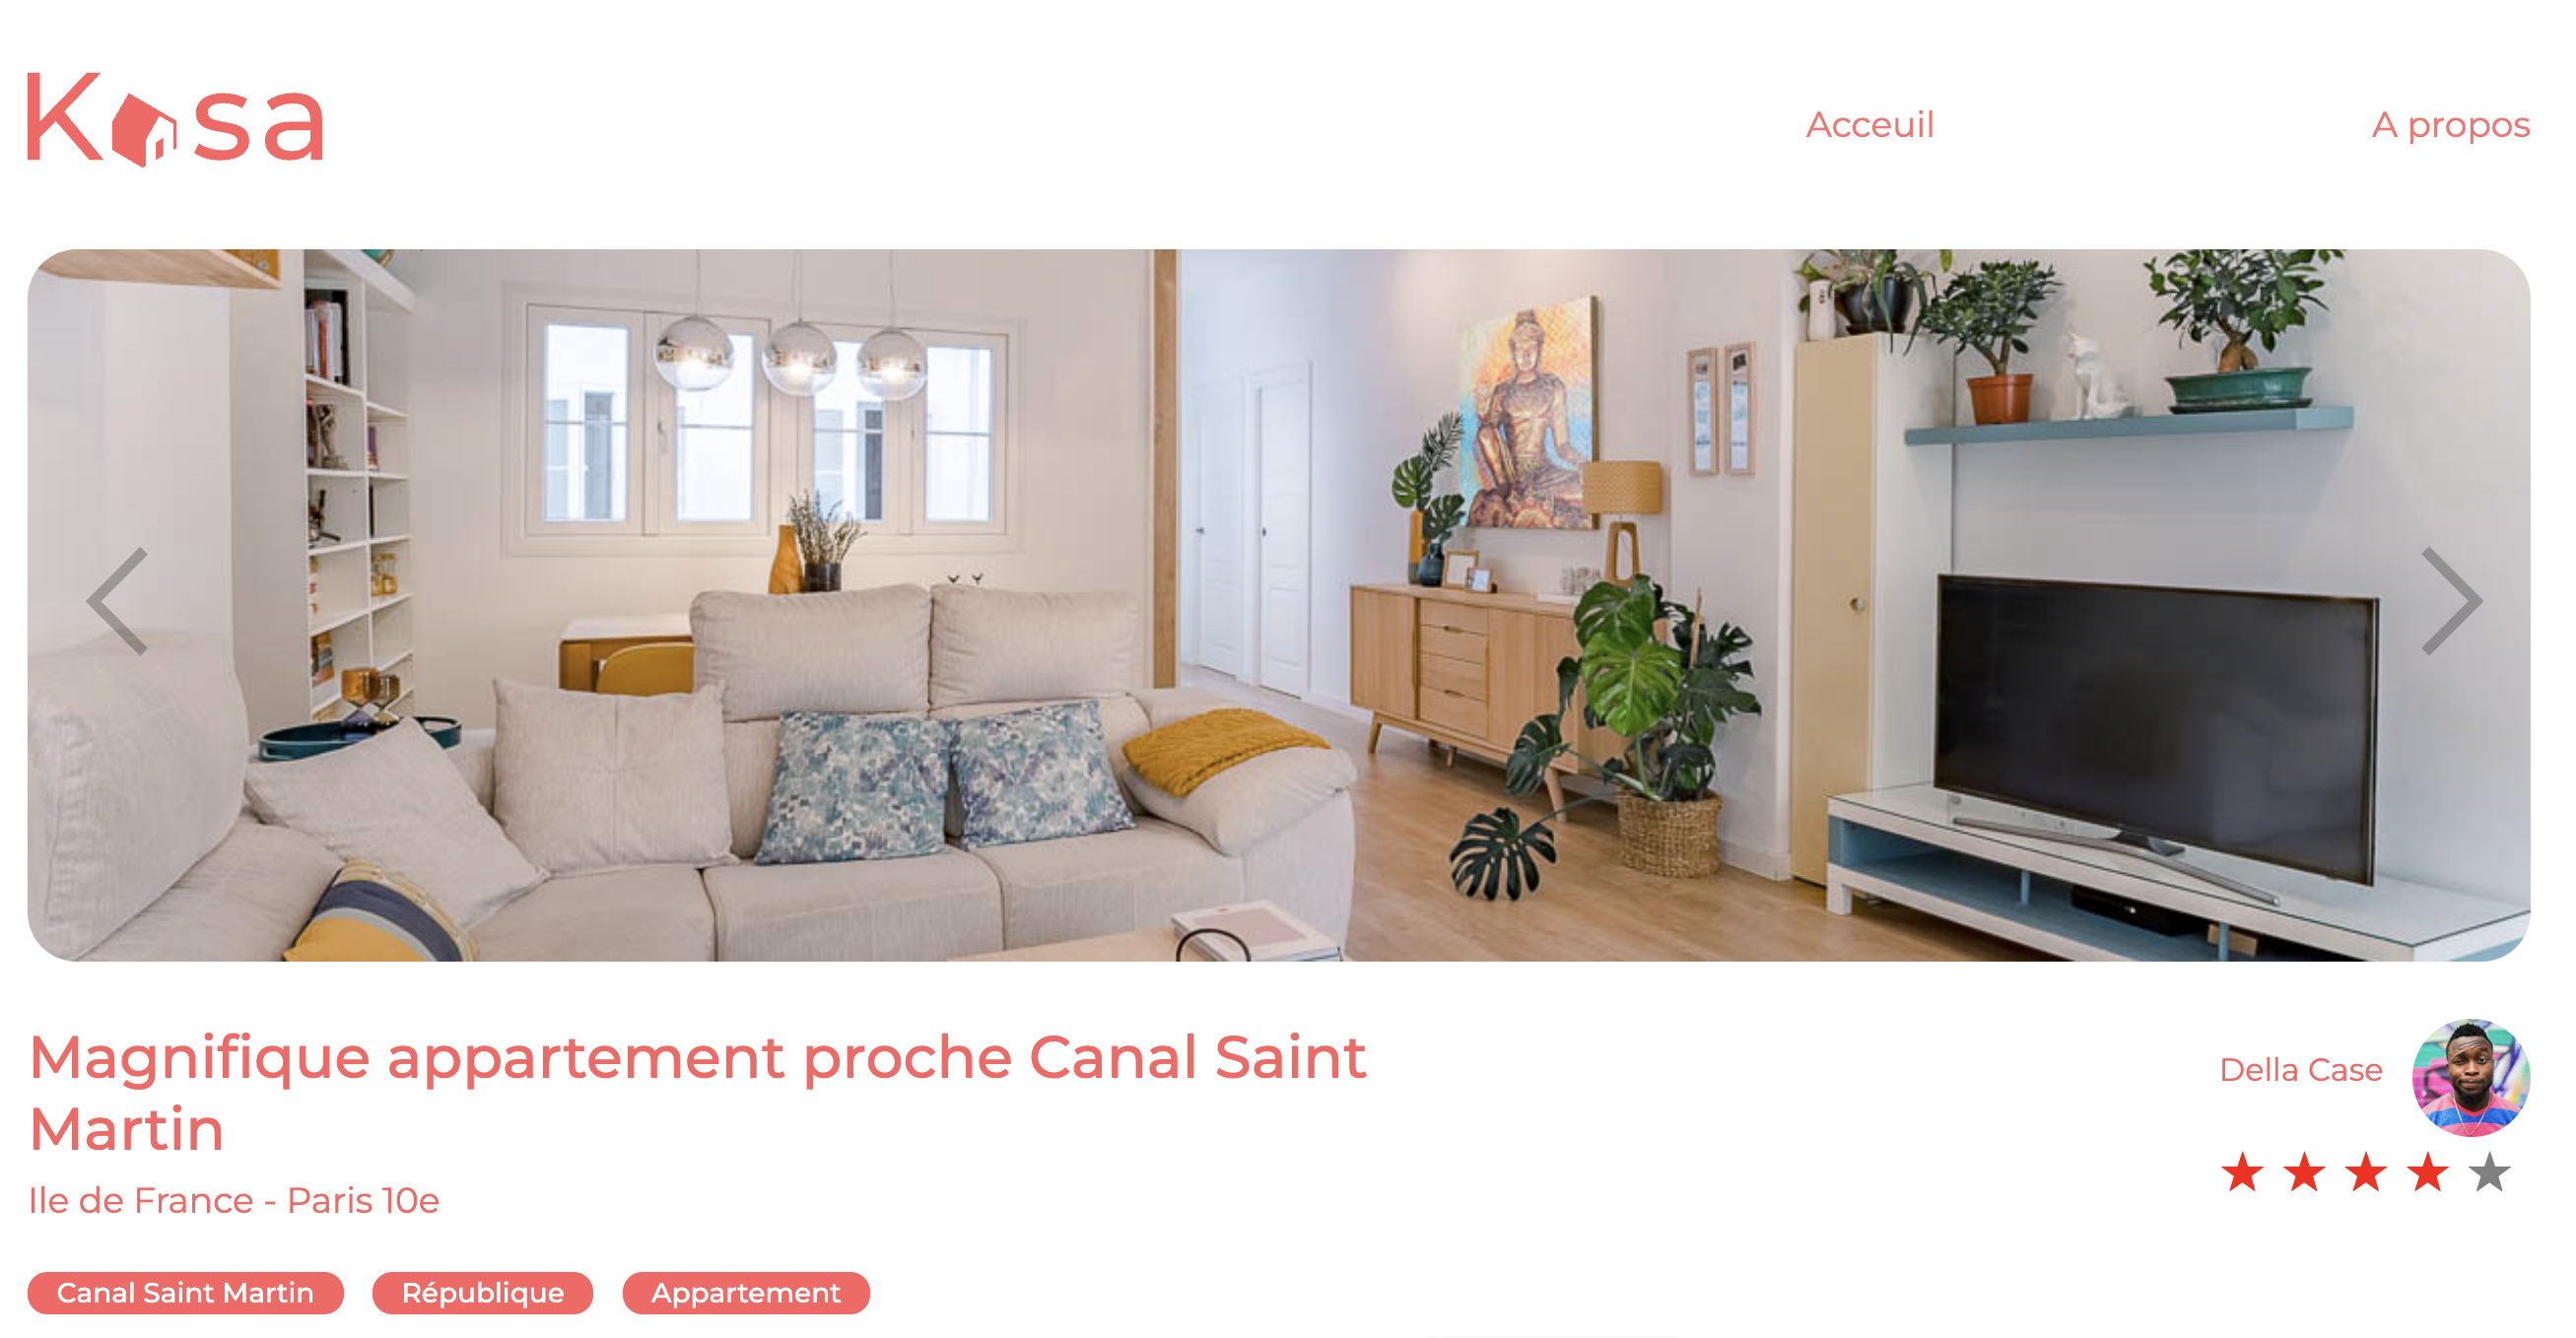 Kasa
Acceuil
A propos
Magnifique appartement proche Canal Saint
Martin
Della Case
Ile de France - Paris 10e
Canal Saint Martin
République
Appartement